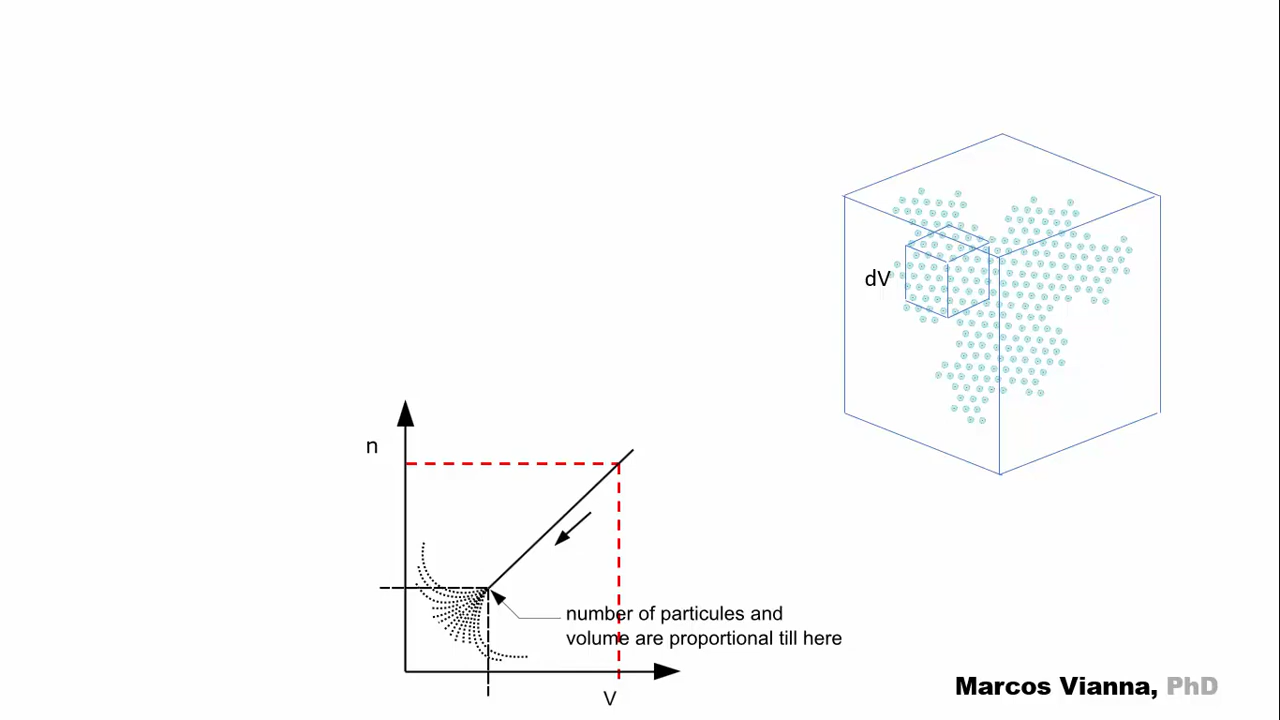 dV
n
number of particules and
volume are proportional till here
V
Marcos Vianna, PhD